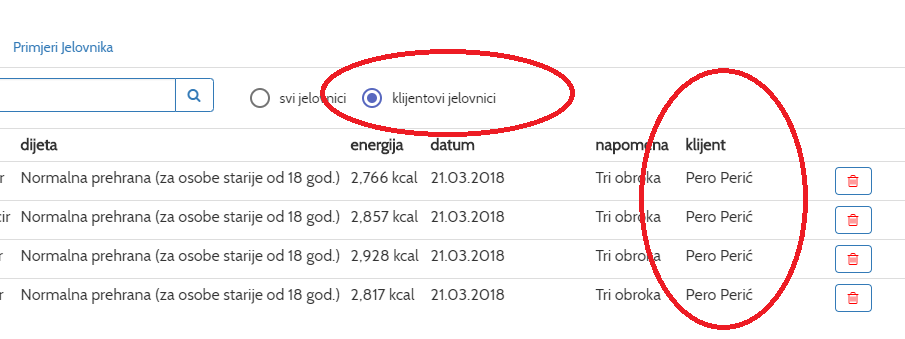 Primjeri Jelovnika
svi jelovnici klijentovi jelovnici
dijeta energija datum napomena klijent
r Normalna prehrana (za osobe starije od 18 god.) 2,766 kcal 21.03.2018 Tri obroka Pero Perić
cir Normalna prehrana (za osobe starije od 18 god.) 2,857 kcal 21.03.2018 Tri obroka Pero Perić
r Normalna prehrana (za osobe starije od 18 god.) 2,928 kcal 21.03.2018 Tri obroka Pero Perić
r Normalna prehrana (za osobe starije od 18 god.) 2,817 kcal 21.03.2018 Tri obroka Pero Perić